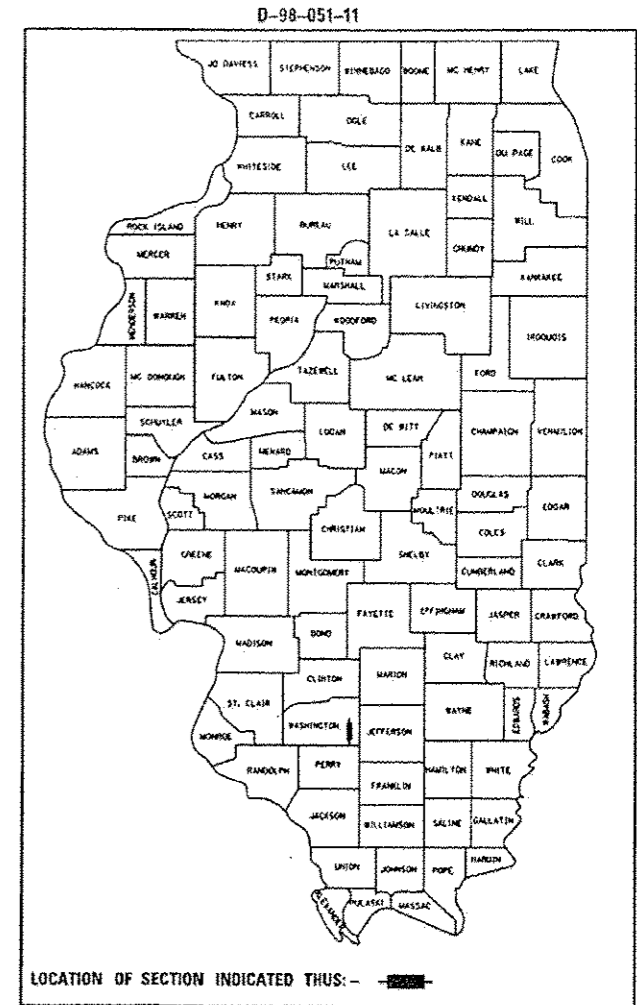 D-98-051-11
JO DAVIESS STEPHENSON WINNEBAGO BOONE MC HENRY LAKE
CARROLL OGLE DE KALB KANE DU PAGE COOK
WHITESIDE LEE KENDALL WILL
ROCK ISLAND HENRY BUREAU LA SALLE GRUNDY
MERCER PUTNAM KANKAKEE
STARK MARSHALL
HENDERSON WARREN KNOX PEORIA WOODFORD LIVINGSTON IROQUOIS
HANCOCK MC DONOUGH FULTON TAZEWELL MC LEAN FORD
MASON
SCHUYLER LOGAN DE WITT CHAMPAIGN VERMILION
ADAMS BROWN CASS MENARD MACON PIATT
MORGAN SANGAMON DOUGLAS EDGAR
PIKE SCOTT CHRISTIAN MOULTRIE COLES
GREENE MACOUPIN MONTGOMERY SHELBY CUMBERLAND CLARK
CALHOUN JERSEY FAYETTE EFFINGHAM JASPER CRAWFORD
MADISON BOND CLAY RICHLAND LAWRENCE
CLINTON MARION
ST. CLAIR WAYNE EDWARDS WABASH
MONROE WASHINGTON JEFFERSON
RANDOLPH PERRY HAMILTON WHITE
FRANKLIN
JACKSON WILLIAMSON SALINE GALLATIN
UNION JOHNSON POPE HARDIN
ALEXANDER PULASKI MASSAC
LOCATION OF SECTION INDICATED THUS:-